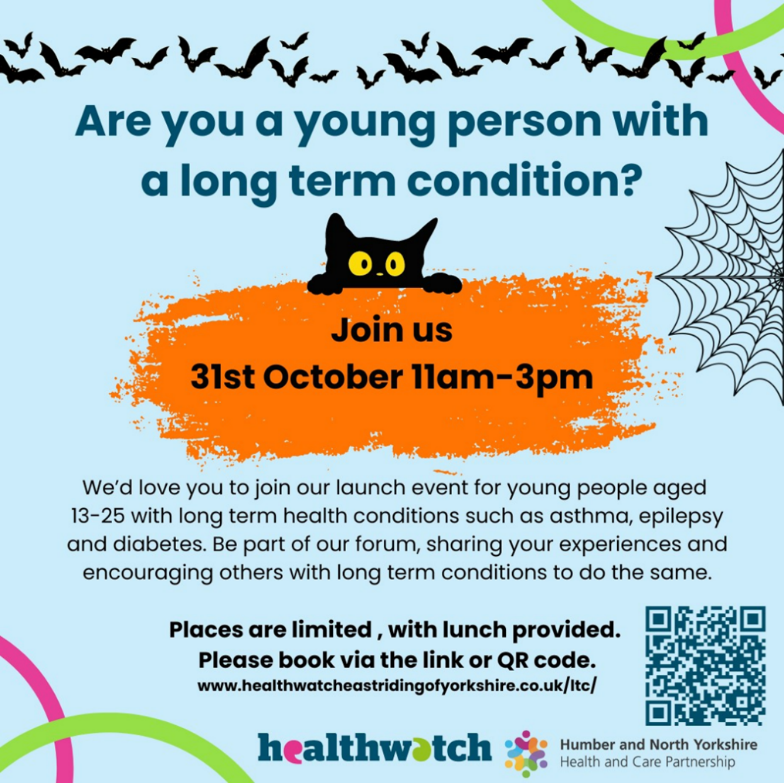 Are you a young person with
a long term condition?
Join us
31st October 11am-3pm
We'd love you to join our launch event for young people aged
13-25 with long term health conditions such as asthma, epilepsy
and diabetes. Be part of our forum, sharing your experiences and
encouraging others with long term conditions to do the same.
Places are limited , with lunch provided.
Please book via the link or QR code.
www.healthwatcheastridingofyorkshire.co.uk/ltc/
healthwatch
Humber and North Yorkshire
Health and Care Partnership